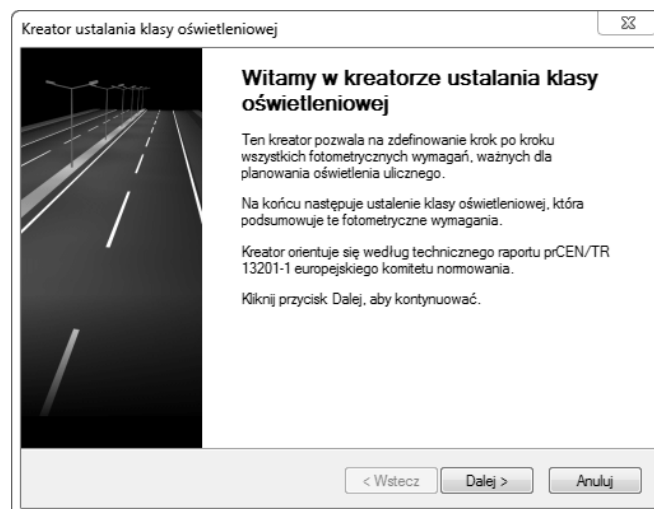 Kreator ustalania klasy oświetleniowej
Witamy w kreatorze ustalania klasy
oświetleniowej
Ten kreator pozwala na zdefinowanie krok po kroku
wszystkich fotometrycznych wymagań, ważnych dla
planowania oświetlenia ulicznego.
Na końcu następuje ustalenie klasy oświetleniowej, która
podsumowuje te fotometryczne wymagania.
Kreator orientuje się według technicznego raportu prCEN/TR
13201-1 europejskiego komitetu normowania.
Kliknij przycisk Dalej, aby kontynuować.
< Wstecz Dalej > Anuluj